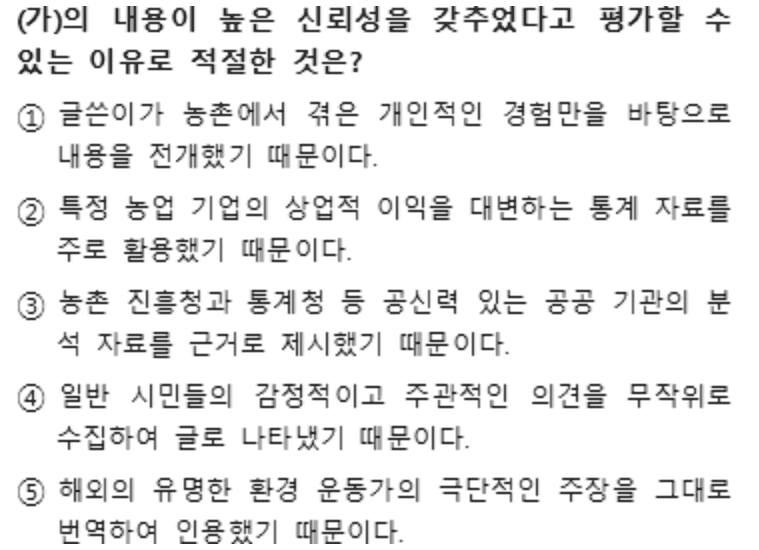 (가)의 내용이 높은 신뢰성을 갖추었다고 평가할 수
있는 이유로 적절한 것은?
① 글쓴이가 농촌에서 겪은 개인적인 경험만을 바탕으로
내용을 전개했기 때문이다.
② 특정 농업 기업의 상업적 이익을 대변하는 통계 자료를
주로 활용했기 때문이다.
③ 농촌 진흥청과 통계청 등 공신력 있는 공공 기관의 분
석 자료를 근거로 제시했기 때문이다.
④ 일반 시민들의 감정적이고 주관적인 의견을 무작위로
수집하여 글로 나타냈기 때문이다.
⑤ 해외의 유명한 환경 운동가의 극단적인 주장을 그대로
번역하여 인용했기 때문이다.